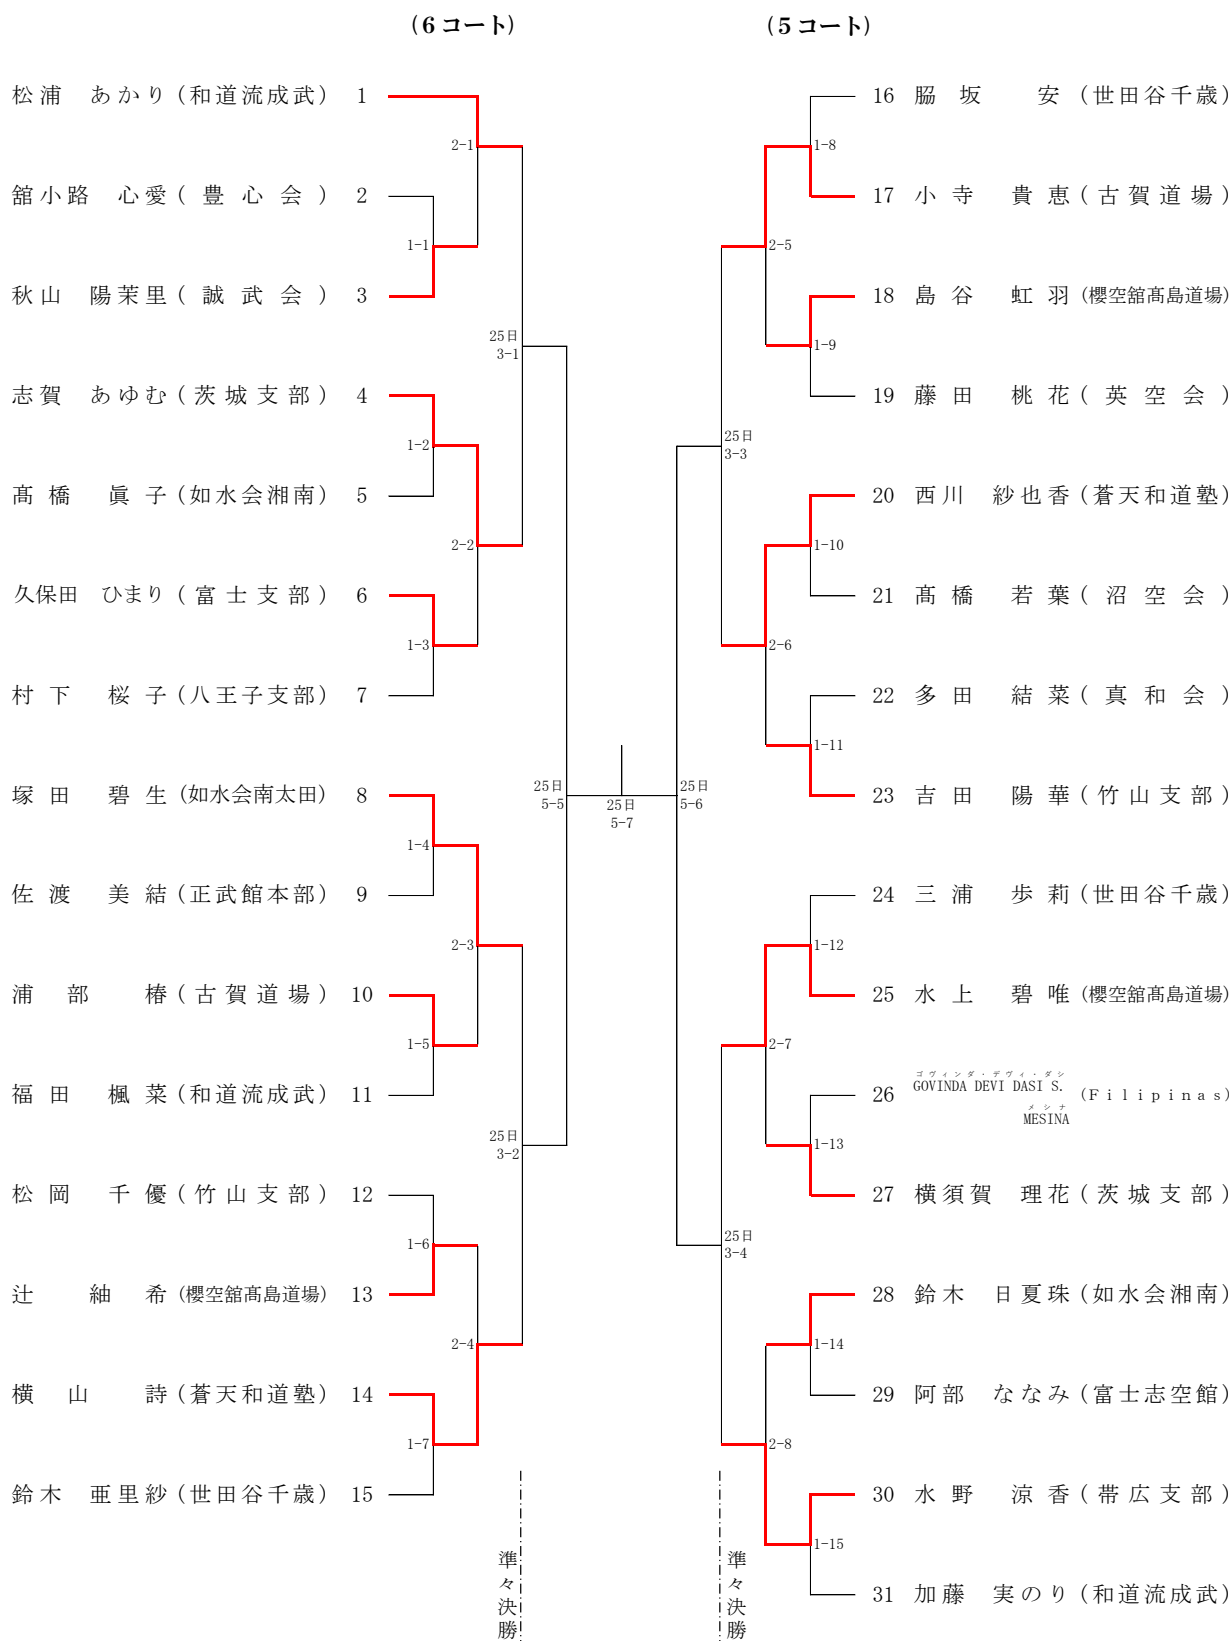 (6コート)
松浦 あかり (和道流成武) 1
舘小路 心愛 (豊心会) 2
秋山 陽茉里 (誠武会) 3
志賀 あゆむ (茨城支部) 4
髙橋 眞子 (如水会湘南) 5
久保田 ひまり (富士支部) 6
村下 桜子 (八王子支部) 7
塚田 碧生 (如水会南太田) 8
佐渡 美結 (正武館本部) 9
浦部 椿 (古賀道場) 10
福田 楓菜 (和道流成武) 11
松岡 千優 (竹山支部) 12
辻 紬希 (櫻空舘髙島道場) 13
横山 詩 (蒼天和道塾) 14
鈴木 亜里紗 (世田谷千歳) 15
1-1
1-2
1-3
1-4
1-5
1-6
1-7
2-1
2-2
2-3
2-4
25日
3-1
25日
3-2
準々決勝
25日
5-5
25日
5-7
25日
5-6
(5コート)
16 脇坂 安 (世田谷千歳)
17 小寺 貴恵 (古賀道場)
18 島谷 虹羽 (櫻空舘髙島道場)
19 藤田 桃花 (英空会)
20 西川 紗也香 (蒼天和道塾)
21 髙橋 若葉 (沼空会)
22 多田 結菜 (真和会)
23 吉田 陽華 (竹山支部)
24 三浦 歩莉 (世田谷千歳)
25 水上 碧唯 (櫻空舘髙島道場)
ゴヴィンダ・デヴィ・ダシ
26 GOVINDA DEVI DASI S. (Filipinas)
メシナ
MESINA
27 横須賀 理花 (茨城支部)
28 鈴木 日夏珠 (如水会湘南)
29 阿部 ななみ (富士志空館)
30 水野 涼香 (帯広支部)
31 加藤 実のり (和道流成武)
1-8
1-9
1-10
1-11
1-12
1-13
1-14
1-15
2-5
2-6
2-7
2-8
25日
3-3
25日
3-4
準々決勝